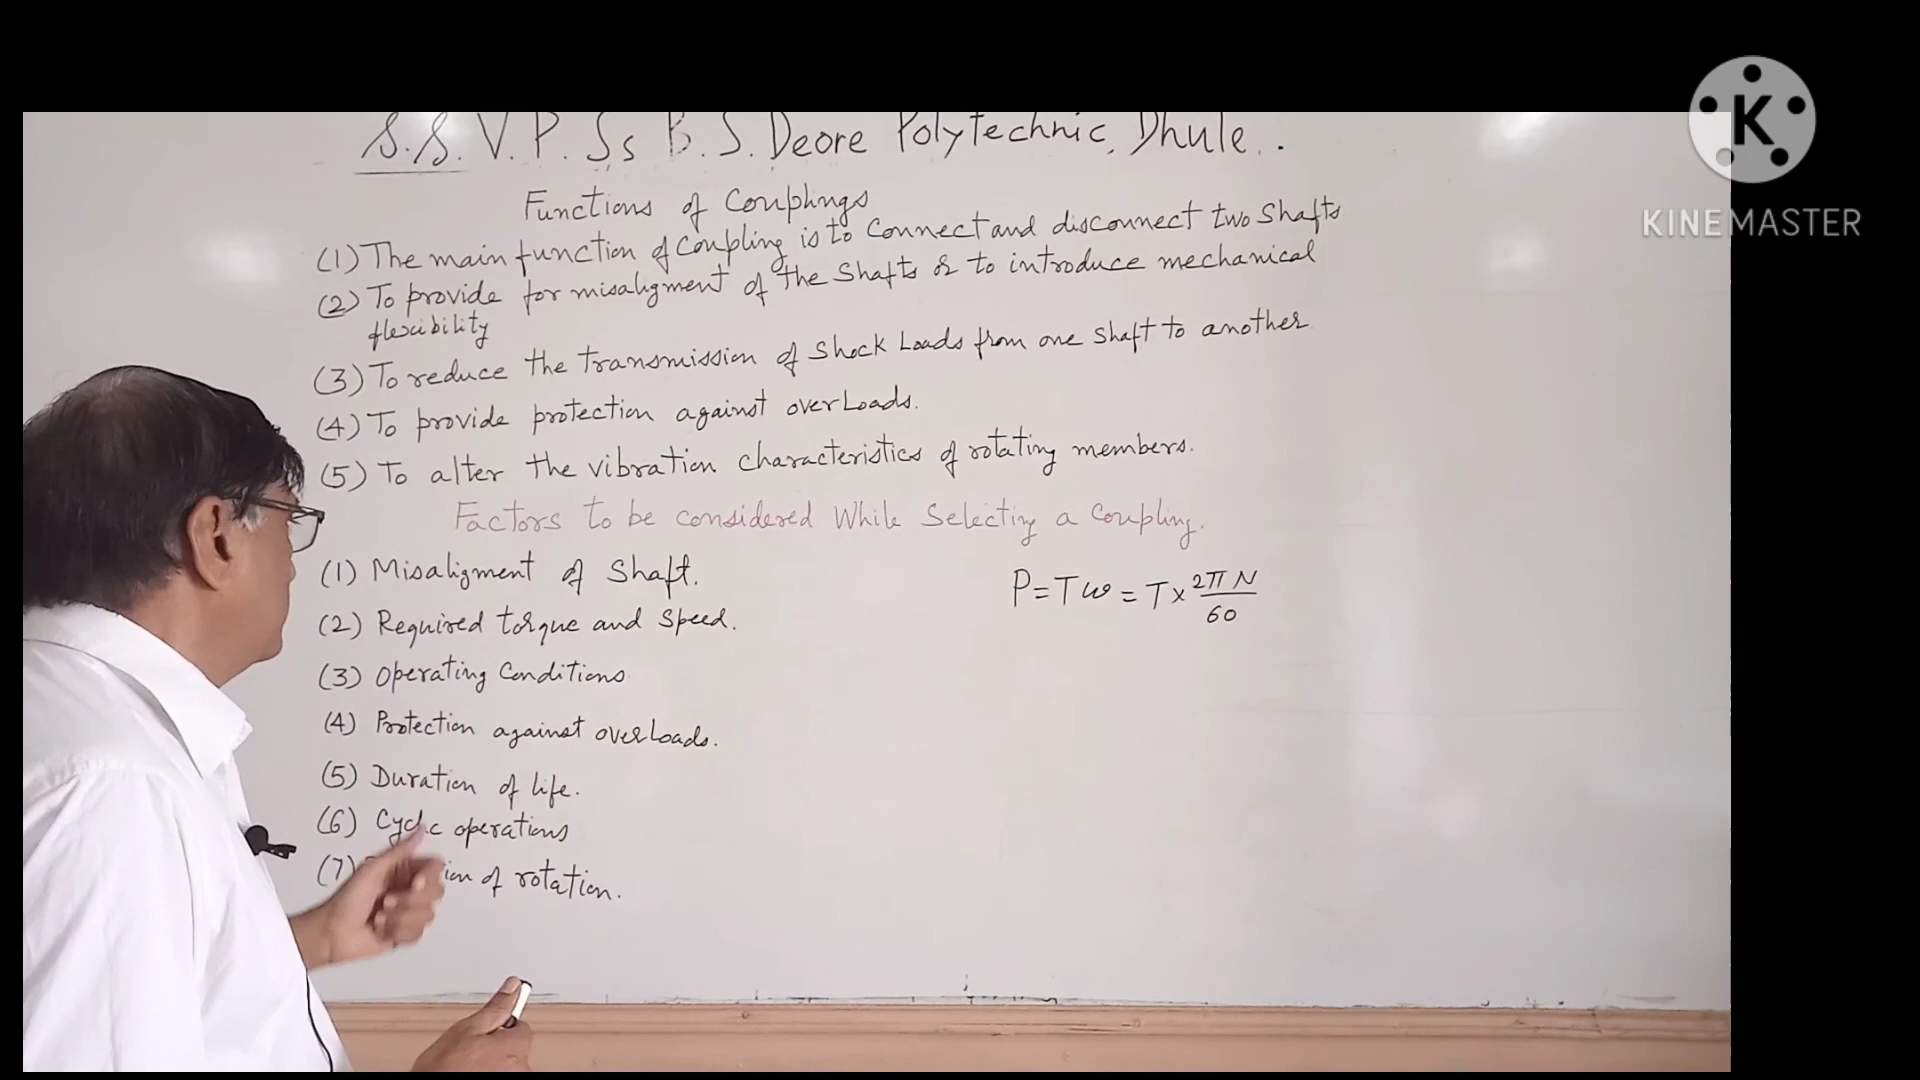 S.S.V.P.Ss B.S.Deore Polytechnic, Dhule.
Functions of Couplings
(1) The main function of coupling is to connect and disconnect two shafts
(2) To provide for misaligment of the shafts & to introduce mechanical
flexibility
(3) To reduce the transmission of shock Loads from one shaft to another
(4) To provide protection against overLoads.
(5) To alter the vibration characteristics of rotating members.
Factors to be considered While Selecting a Coupling.
(1) Misaligment of shaft.
(2) Required torque and speed.
(3) Operating Conditions
(4) Protection against overLoads.
(5) Duration of life.
(6) Cyclic operations
(7) of rotation.
P = Tω = T × 2πN
60
K
KINEMASTER